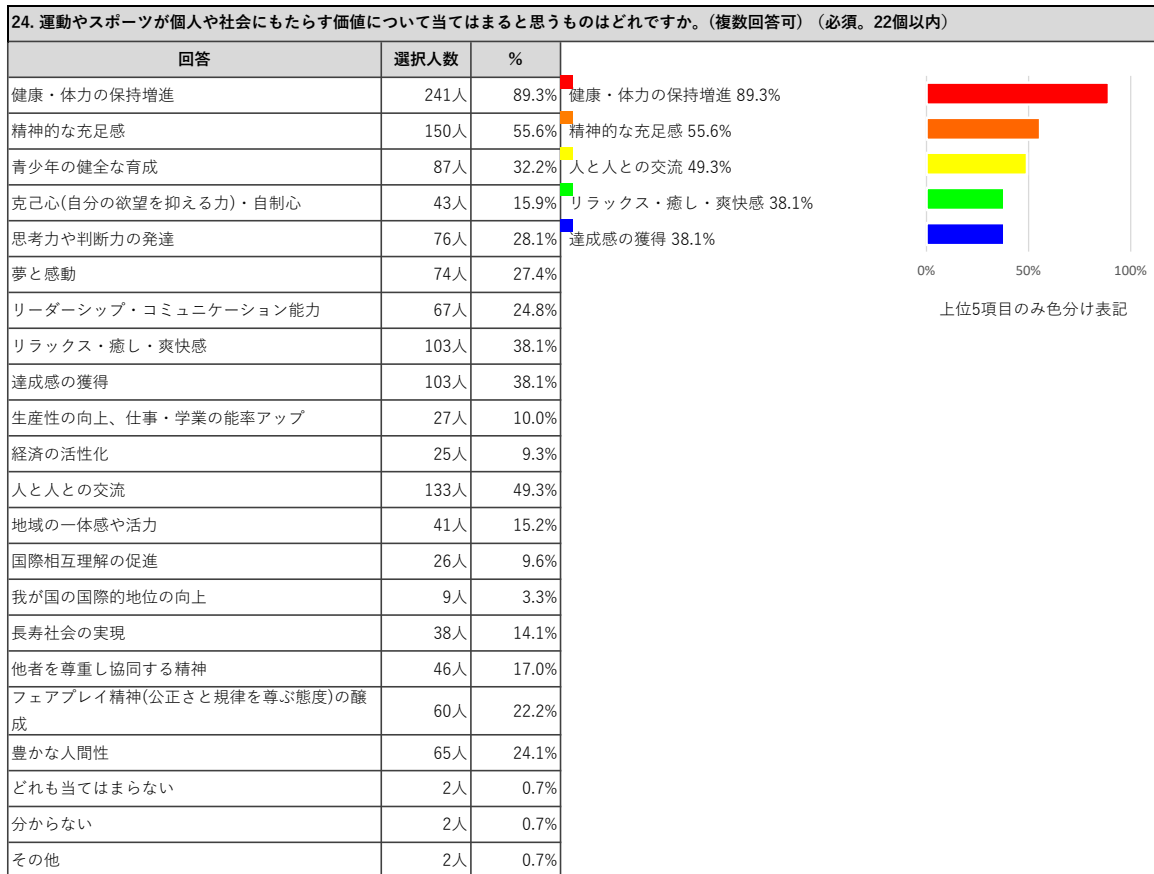 24. 運動やスポーツが個人や社会にもたらす価値について当てはまると思うものはどれですか。(複数回答可) （必須。22個以内）
回答 選択人数 %
健康・体力の保持増進 241人 89.3%
精神的な充足感 150人 55.6%
青少年の健全な育成 87人 32.2%
克己心(自分の欲望を抑える力)・自制心 43人 15.9%
思考力や判断力の発達 76人 28.1%
夢と感動 74人 27.4%
リーダーシップ・コミュニケーション能力 67人 24.8%
リラックス・癒し・爽快感 103人 38.1%
達成感の獲得 103人 38.1%
生産性の向上、仕事・学業の能率アップ 27人 10.0%
経済の活性化 25人 9.3%
人と人との交流 133人 49.3%
地域の一体感や活力 41人 15.2%
国際相互理解の促進 26人 9.6%
我が国の国際的地位の向上 9人 3.3%
長寿社会の実現 38人 14.1%
他者を尊重し協同する精神 46人 17.0%
フェアプレイ精神(公正さと規律を尊ぶ態度)の醸
成 60人 22.2%
豊かな人間性 65人 24.1%
どれも当てはまらない 2人 0.7%
分からない 2人 0.7%
その他 2人 0.7%
健康・体力の保持増進 89.3%
精神的な充足感 55.6%
人と人との交流 49.3%
リラックス・癒し・爽快感 38.1%
達成感の獲得 38.1%
0% 50% 100%
上位5項目のみ色分け表記